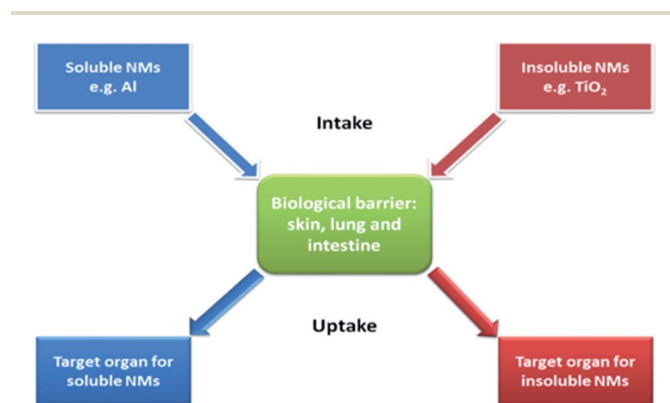 Soluble NMs
e.g. Al
Insoluble NMs
e.g. TiO₂
Intake
Biological barrier:
skin, lung and
intestine
Uptake
Target organ for
soluble NMs
Target organ for
insoluble NMs